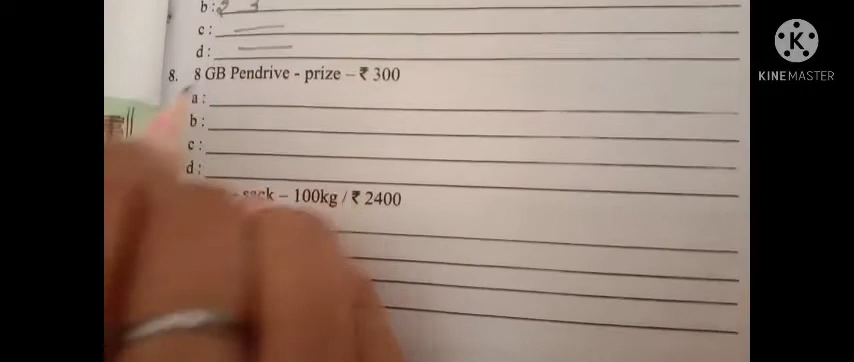 b :
c :
d :
8. 8 GB Pendrive - prize – ₹ 300
a :
b :
c :
d :
– sack – 100kg / ₹ 2400
K
KINEMASTER